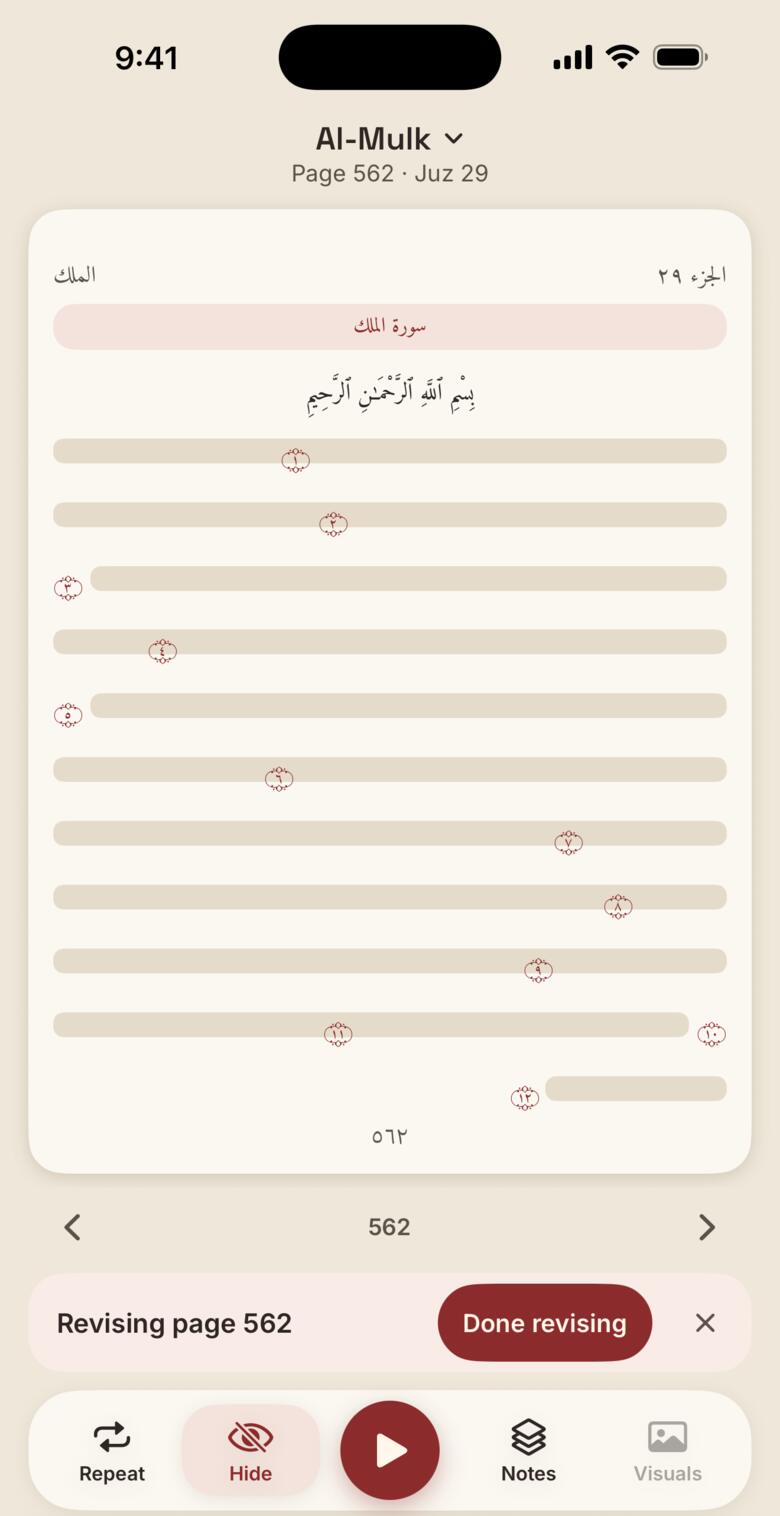 9:41
Al-Mulk
Page 562 · Juz 29
الجزء ٢٩ الملك
سورة الملك
بِسْمِ ٱللَّهِ ٱلرَّحْمَـٰنِ ٱلرَّحِيمِ
١
٢
٣
٤
٥
٦
٧
٨
٩
١٠ ١١
١٢
٥٦٢
562
Revising page 562 Done revising
Repeat Hide Notes Visuals